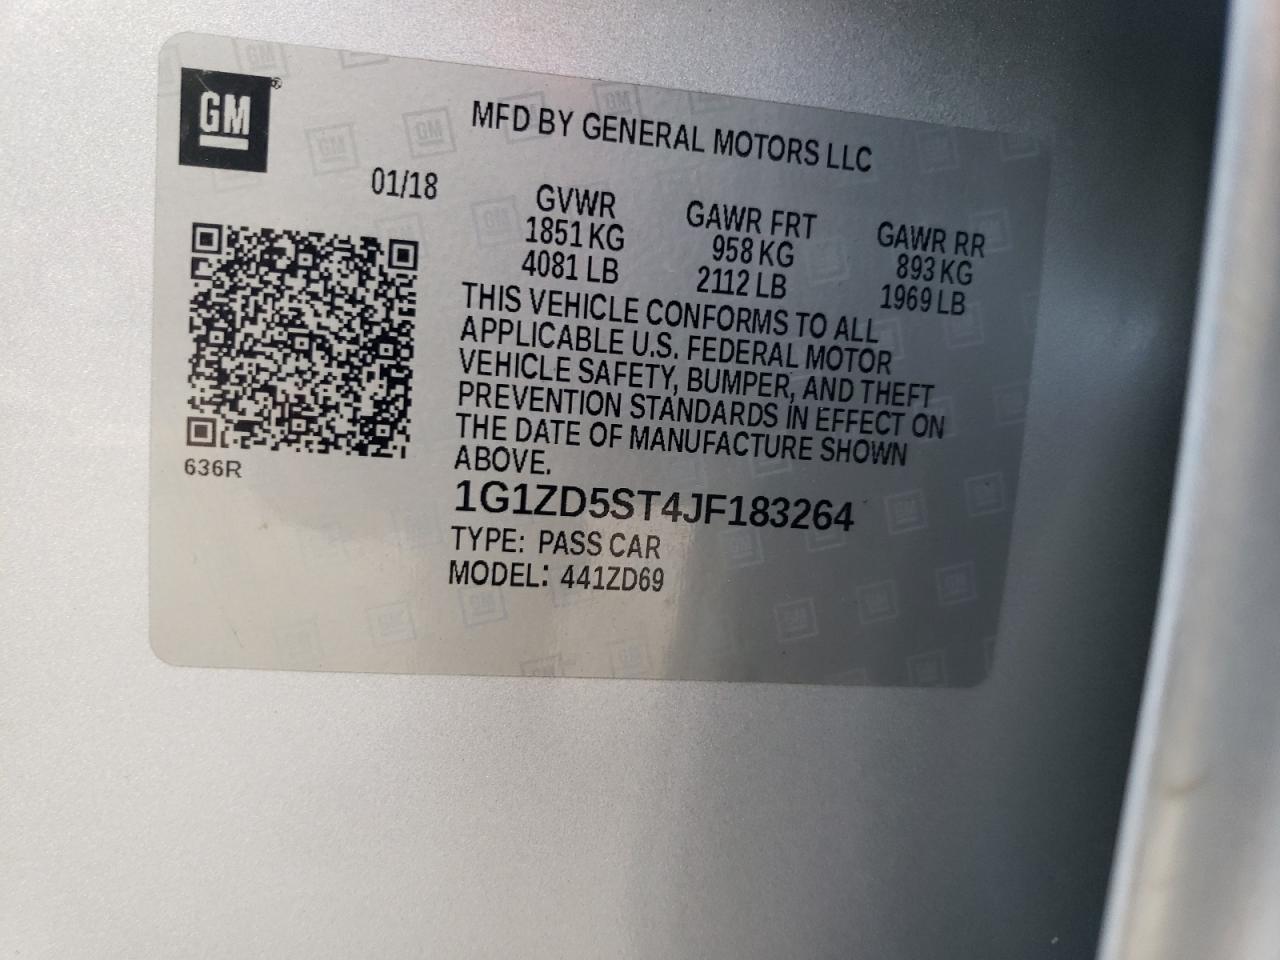 GM
MFD BY GENERAL MOTORS LLC
01/18
GVWR GAWR FRT GAWR RR
1851 KG 958 KG 893 KG
4081 LB 2112 LB 1969 LB
THIS VEHICLE CONFORMS TO ALL
APPLICABLE U.S. FEDERAL MOTOR
VEHICLE SAFETY, BUMPER, AND THEFT
PREVENTION STANDARDS IN EFFECT ON
THE DATE OF MANUFACTURE SHOWN
ABOVE.
636R
1G1ZD5ST4JF183264
TYPE: PASS CAR
MODEL: 441ZD69